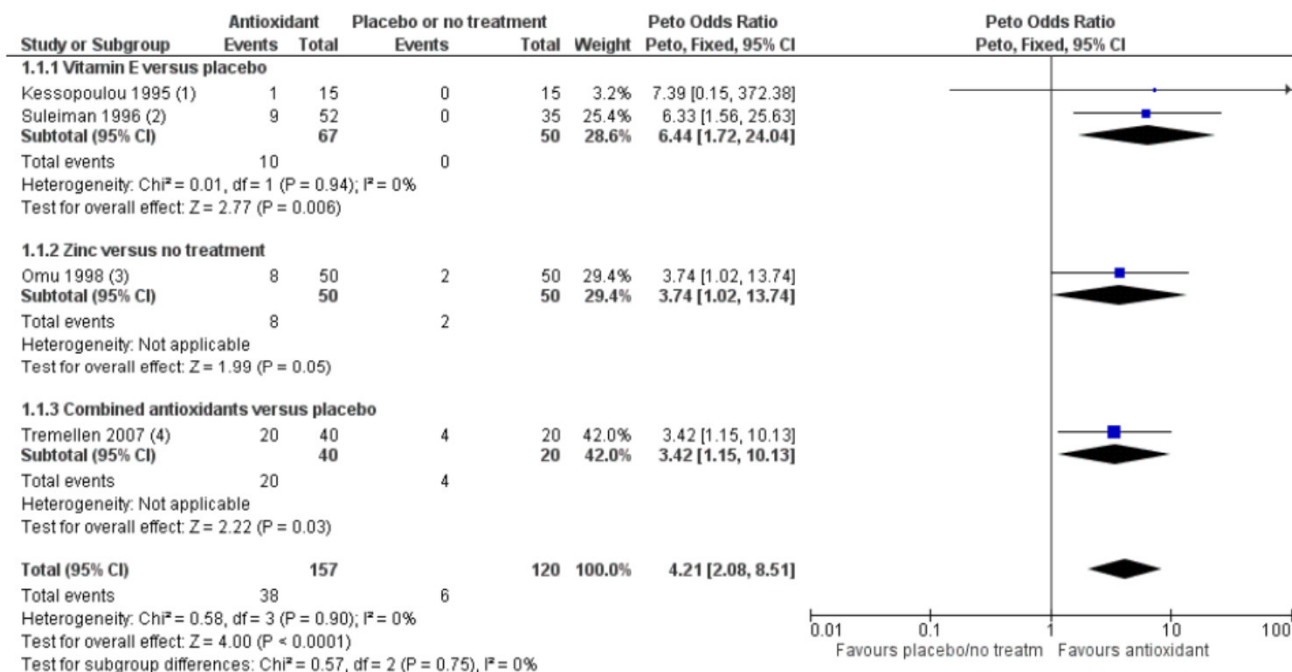 Antioxidant Placebo or no treatment Peto Odds Ratio Peto Odds Ratio
Study or Subgroup Events Total Events Total Weight Peto, Fixed, 95% CI Peto, Fixed, 95% CI
1.1.1 Vitamin E versus placebo
Kessopoulou 1995 (1) 1 15 0 15 3.2% 7.39 [0.15, 372.38]
Suleiman 1996 (2) 9 52 0 35 25.4% 6.33 [1.56, 25.63]
Subtotal (95% CI) 67 50 28.6% 6.44 [1.72, 24.04]
Total events 10 0
Heterogeneity: Chi² = 0.01, df = 1 (P = 0.94); I² = 0%
Test for overall effect: Z = 2.77 (P = 0.006)
1.1.2 Zinc versus no treatment
Omu 1998 (3) 8 50 2 50 29.4% 3.74 [1.02, 13.74]
Subtotal (95% CI) 50 50 29.4% 3.74 [1.02, 13.74]
Total events 8 2
Heterogeneity: Not applicable
Test for overall effect: Z = 1.99 (P = 0.05)
1.1.3 Combined antioxidants versus placebo
Tremellen 2007 (4) 20 40 4 20 42.0% 3.42 [1.15, 10.13]
Subtotal (95% CI) 40 20 42.0% 3.42 [1.15, 10.13]
Total events 20 4
Heterogeneity: Not applicable
Test for overall effect: Z = 2.22 (P = 0.03)
Total (95% CI) 157 120 100.0% 4.21 [2.08, 8.51]
Total events 38 6
Heterogeneity: Chi² = 0.58, df = 3 (P = 0.90); I² = 0%
Test for overall effect: Z = 4.00 (P < 0.0001)
Test for subgroup differences: Chi² = 0.57, df = 2 (P = 0.75), I² = 0%
0.01 0.1 1 10 100
Favours placebo/no treatm Favours antioxidant